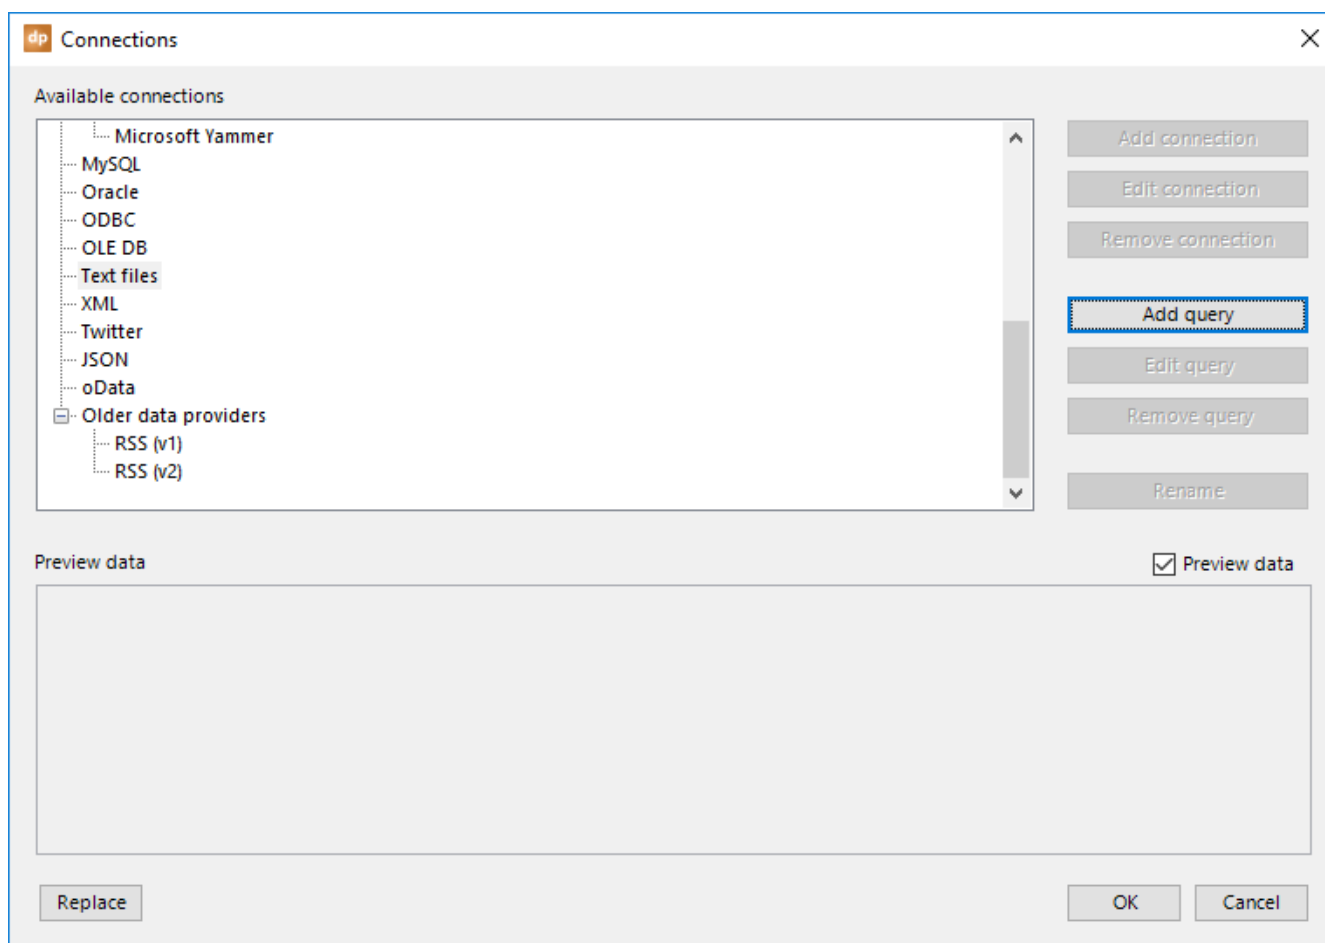 dp Connections
Available connections
Microsoft Yammer
MySQL
Oracle
ODBC
OLE DB
Text files
XML
Twitter
JSON
oData
Older data providers
RSS (v1)
RSS (v2)
Add connection
Edit connection
Remove connection
Add query
Edit query
Remove query
Rename
Preview data
Preview data
Replace
OK
Cancel